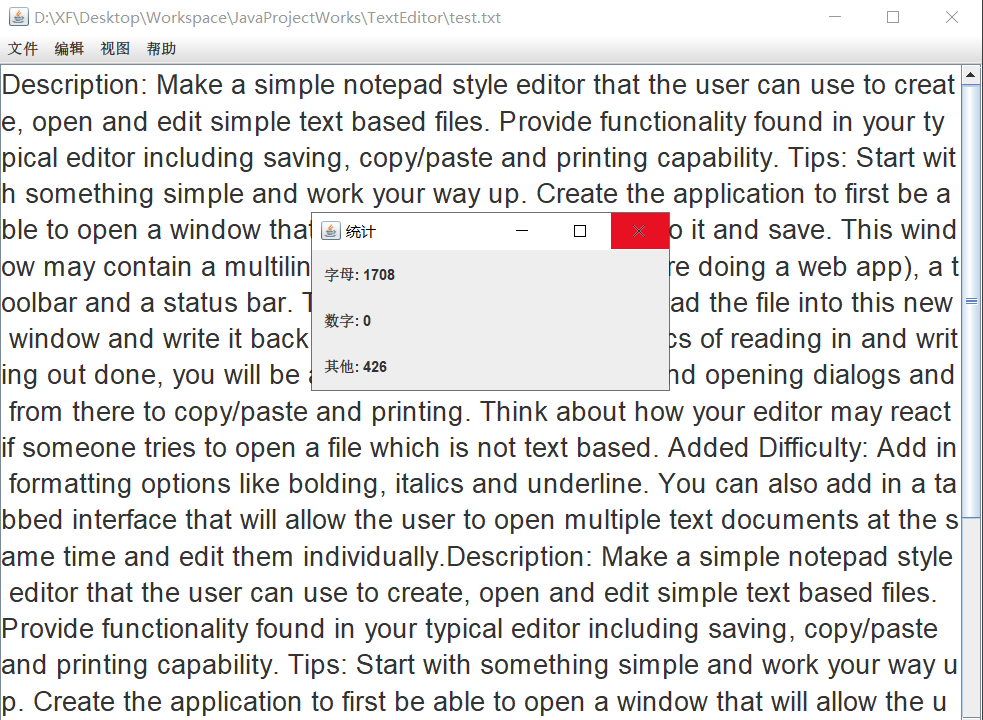 D:\XF\Desktop\Workspace\JavaProjectWorks\TextEditor\test.txt
文件 编辑 视图 帮助
Description: Make a simple notepad style editor that the user can use to creat
e, open and edit simple text based files. Provide functionality found in your ty
pical editor including saving, copy/paste and printing capability. Tips: Start wit
h something simple and work your way up. Create the application to first be a
ble to open a window that o it and save. This wind
ow may contain a multilin re doing a web app), a t
oolbar and a status bar. T ad the file into this new
window and write it back cs of reading in and writ
ing out done, you will be a nd opening dialogs and
from there to copy/paste and printing. Think about how your editor may react
if someone tries to open a file which is not text based. Added Difficulty: Add in
formatting options like bolding, italics and underline. You can also add in a ta
bbed interface that will allow the user to open multiple text documents at the s
ame time and edit them individually.Description: Make a simple notepad style
editor that the user can use to create, open and edit simple text based files.
Provide functionality found in your typical editor including saving, copy/paste
and printing capability. Tips: Start with something simple and work your way u
p. Create the application to first be able to open a window that will allow the u
统计
字母: 1708
数字: 0
其他: 426